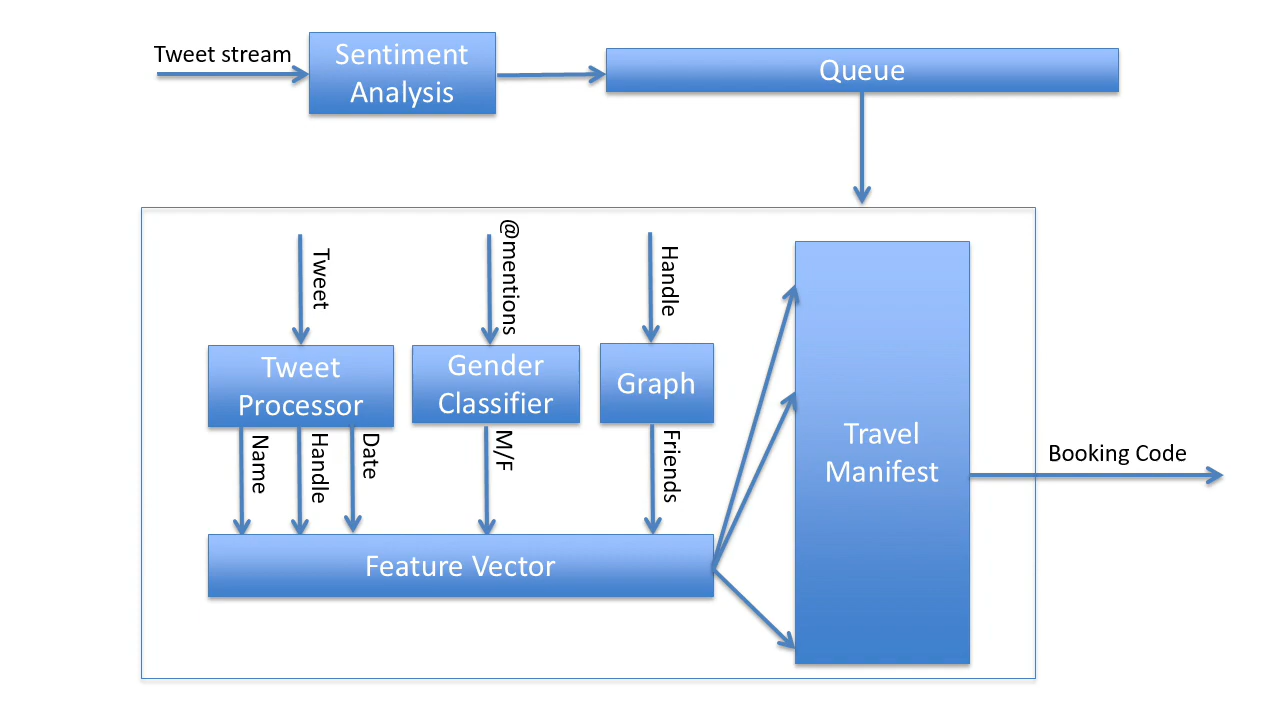 Tweet stream
Sentiment
Analysis
Queue
Tweet
@mentions
Handle
Tweet
Processor
Gender
Classifier
Graph
Travel
Manifest
Name
Handle
Date
M/F
Friends
Booking Code
Feature Vector